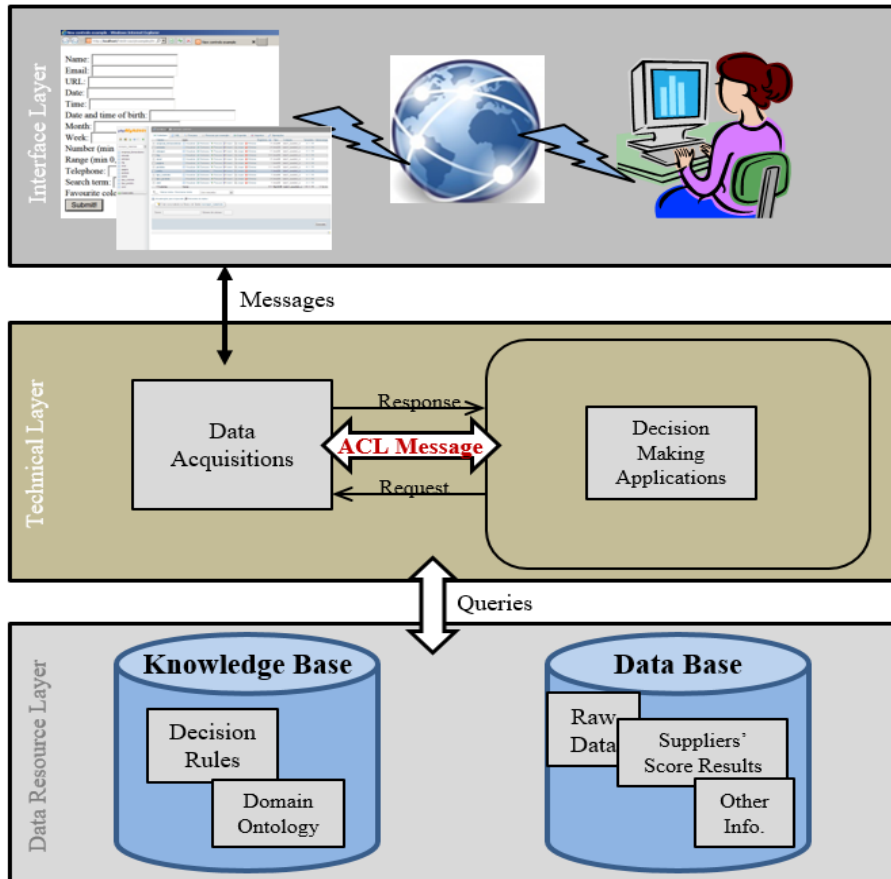 Interface Layer
Name:
Email:
URL:
Date:
Time:
Date and time of birth:
Month:
Week:
Number (min
Range (min 0,
Telephone:
Search term:
Favourite colo
Submit!
Messages
Technical Layer
Data
Acquisitions
Response
ACL Message
Request
Decision
Making
Applications
Queries
Data Resource Layer
Knowledge Base
Decision
Rules
Domain
Ontology
Data Base
Raw
Data
Suppliers’
Score Results
Other
Info.